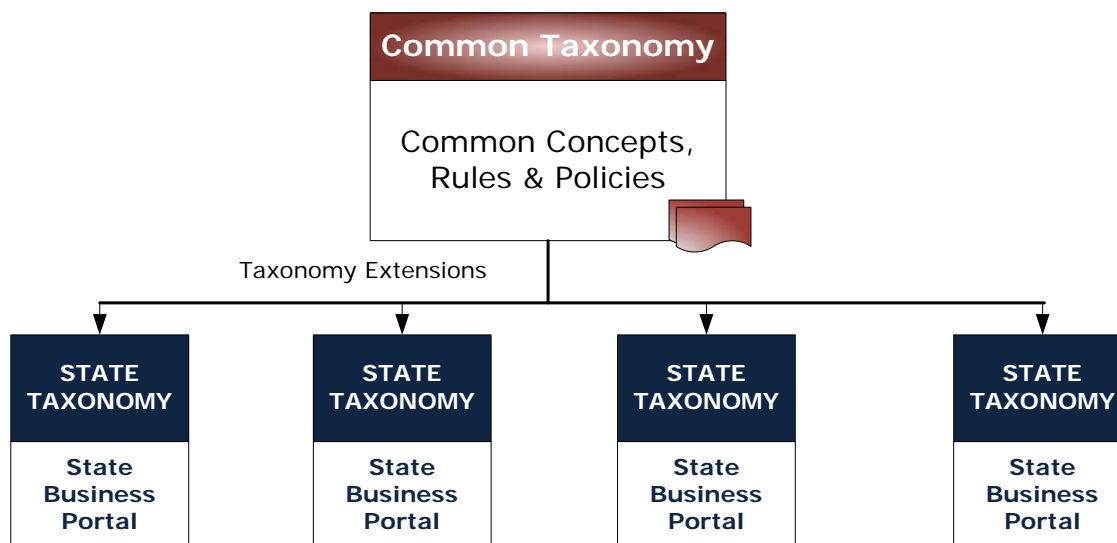 Common Taxonomy
Common Concepts,
Rules & Policies
Taxonomy Extensions
STATE
TAXONOMY
State
Business
Portal
STATE
TAXONOMY
State
Business
Portal
STATE
TAXONOMY
State
Business
Portal
STATE
TAXONOMY
State
Business
Portal